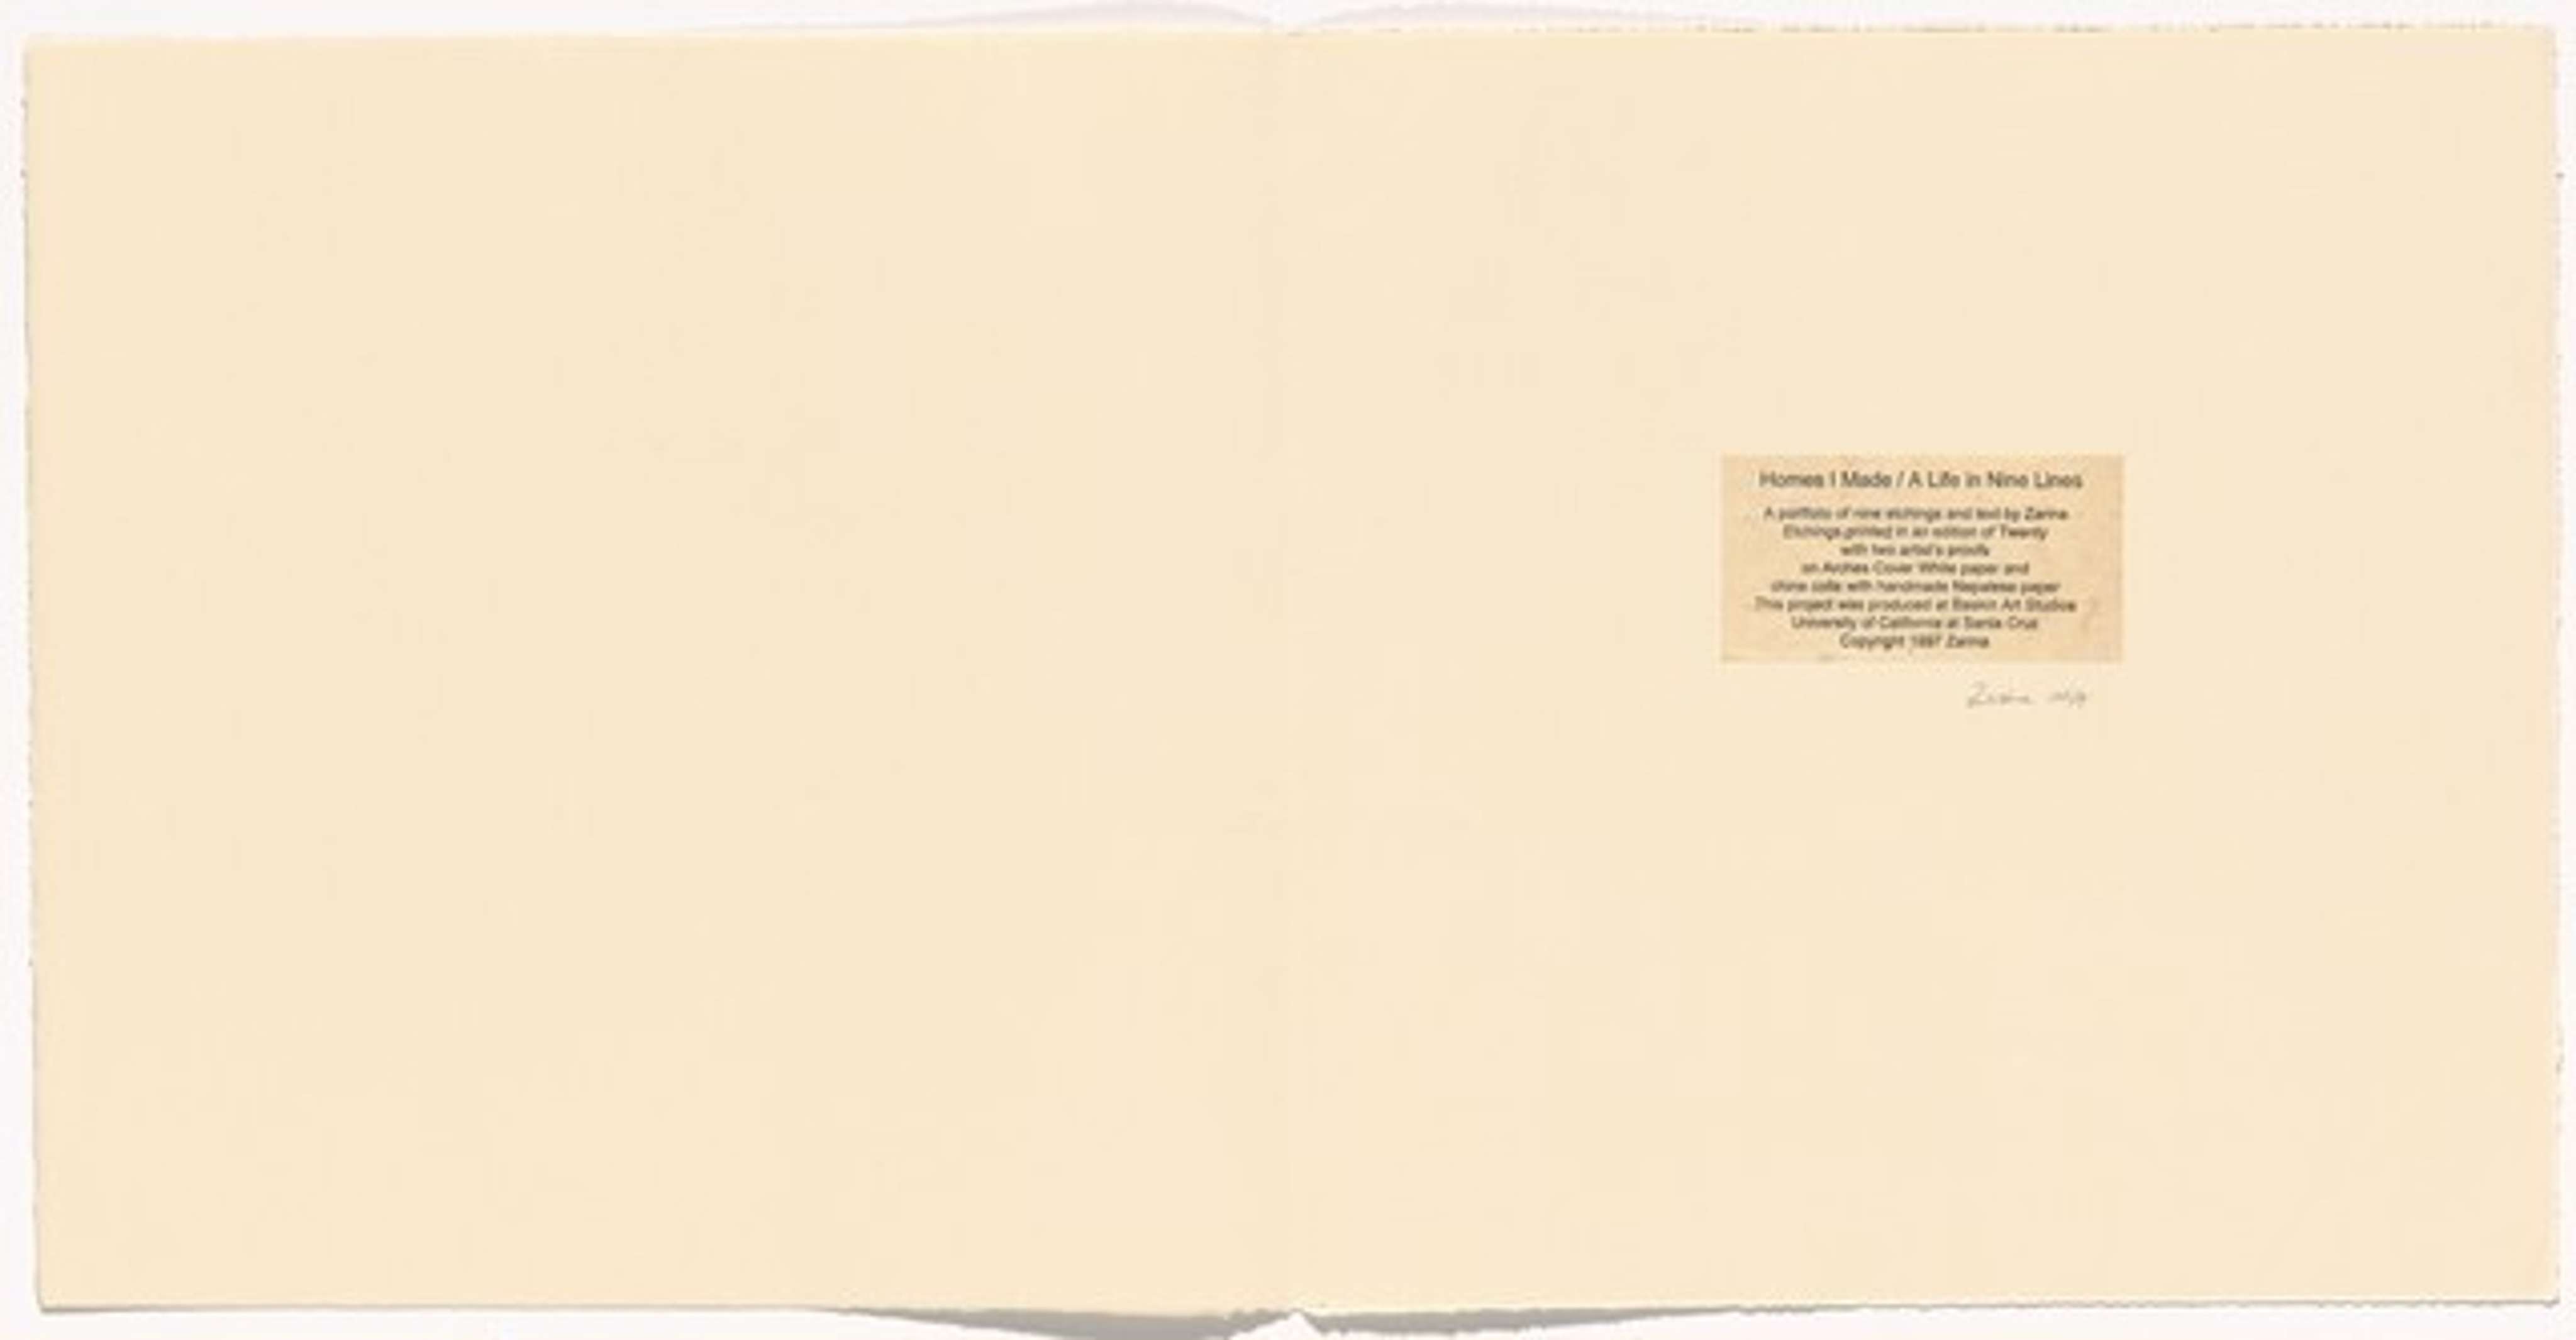 Homes I Made / A Life in Nine Lines
A portfolio of nine etchings and text by Zarina
Etchings printed in an edition of Twenty
with two artist's proofs
on Arches Cover White paper and
chine colle with handmade Nepalese paper
This project was produced at Baskin Art Studios
University of California at Santa Cruz
Copyright 1997 Zarina
Zarina